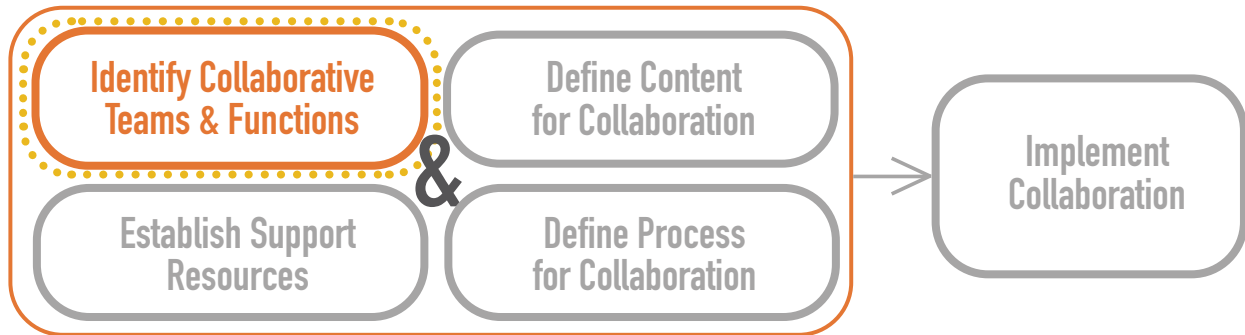 Identify Collaborative
Teams & Functions
Define Content
for Collaboration
&
Establish Support
Resources
Define Process
for Collaboration
Implement
Collaboration